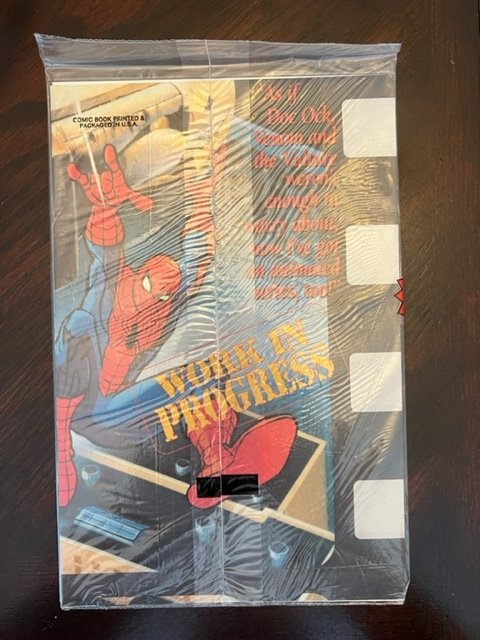 COMIC BOOK PRINTED &
PACKAGED IN U.S.A.
"As if
Doc Ock,
Venom and
the Vulture
weren't
enough to
worry about,
now I've got
an animated
series, too!"
WORK IN
PROGRESS